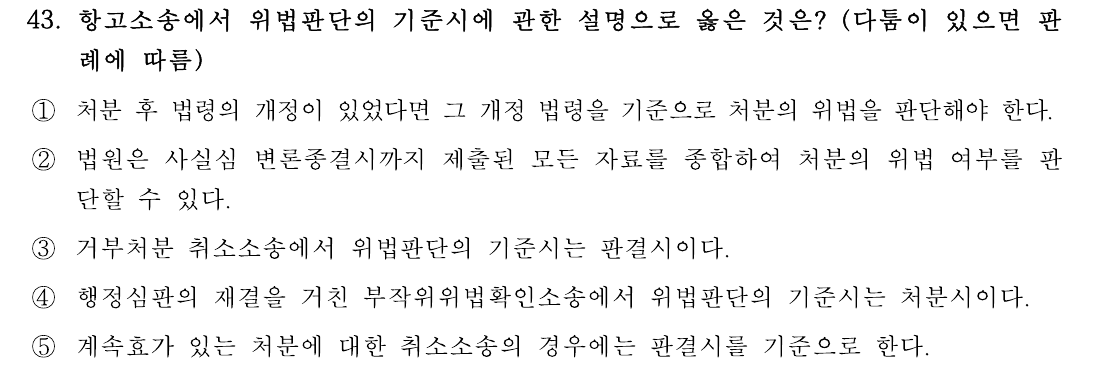 43. 항고소송에서 위법판단의 기준시에 관한 설명으로 옳은 것은? (다툼이 있으면 판
례에 따름)
① 처분 후 법령의 개정이 있었다면 그 개정 법령을 기준으로 처분의 위법을 판단해야 한다.
② 법원은 사실심 변론종결시까지 제출된 모든 자료를 종합하여 처분의 위법 여부를 판
단할 수 있다.
③ 거부처분 취소소송에서 위법판단의 기준시는 판결시이다.
④ 행정심판의 재결을 거친 부작위위법확인소송에서 위법판단의 기준시는 처분시이다.
⑤ 계속효가 있는 처분에 대한 취소소송의 경우에는 판결시를 기준으로 한다.